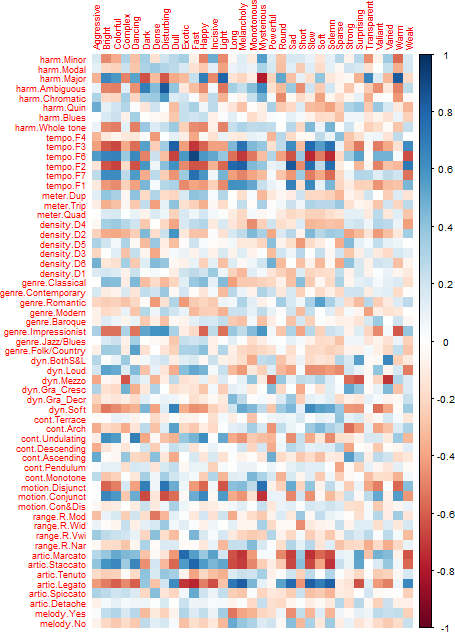 Aggressive
Bright
Colorful
Complex
Dancing
Dark
Dense
Disturbing
Dull
Exotic
Fast
Happy
Incisive
Light
Long
Melancholy
Monotonous
Mysterious
Powerful
Round
Sad
Short
Slow
Soft
Solemn
Sparse
Strong
Surprising
Transparent
Valiant
Varied
Warm
Weak
harm.Minor
harm.Modal
harm.Major
harm.Ambiguous
harm.Chromatic
harm.Quin
harm.Blues
harm.Whole tone
tempo.F4
tempo.F3
tempo.F6
tempo.F2
tempo.F7
tempo.F1
meter.Dup
meter.Trip
meter.Quad
density.D4
density.D2
density.D5
density.D3
density.D6
density.D1
genre.Classical
genre.Contemporary
genre.Romantic
genre.Modern
genre.Baroque
genre.Impressionist
genre.Jazz/Blues
genre.Folk/Country
dyn.BothS&L
dyn.Loud
dyn.Mezzo
dyn.Gra_Cresc
dyn.Gra_Decr
dyn.Soft
cont.Terrace
cont.Arch
cont.Undulating
cont.Descending
cont.Ascending
cont.Pendulum
cont.Monotone
motion.Disjunct
motion.Conjunct
motion.Con&Dis
range.R.Mod
range.R.Wid
range.R.Vwi
range.R.Nar
artic.Marcato
artic.Staccato
artic.Tenuto
artic.Legato
artic.Spiccato
artic.Detache
melody.Yes
melody.No
1
0.8
0.6
0.4
0.2
0
-0.2
-0.4
-0.6
-0.8
-1